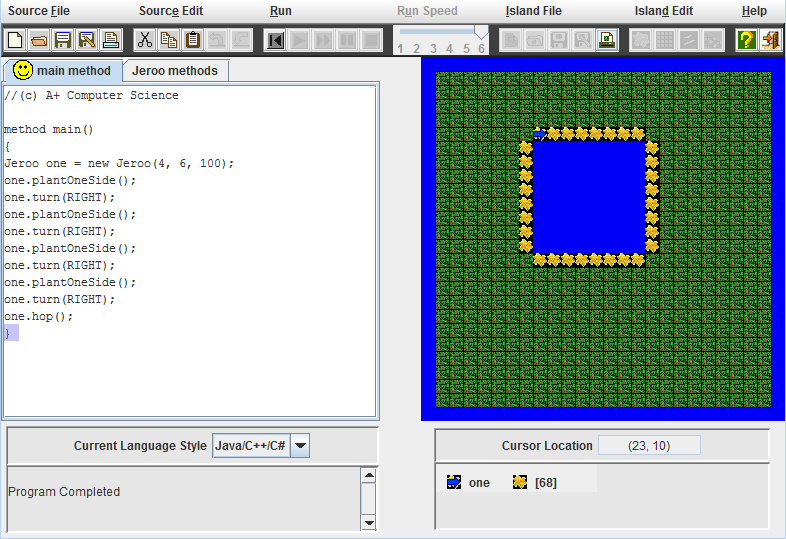 Source File Source Edit Run Run Speed Island File Island Edit Help
1 2 3 4 5 6
main method Jeroo methods
//(c) A+ Computer Science
method main()
{
Jeroo one = new Jeroo(4, 6, 100);
one.plantOneSide();
one.turn(RIGHT);
one.plantOneSide();
one.turn(RIGHT);
one.plantOneSide();
one.turn(RIGHT);
one.plantOneSide();
one.turn(RIGHT);
one.hop();
}
Current Language Style Java/C++/C#
Cursor Location (23, 10)
Program Completed
one [68]